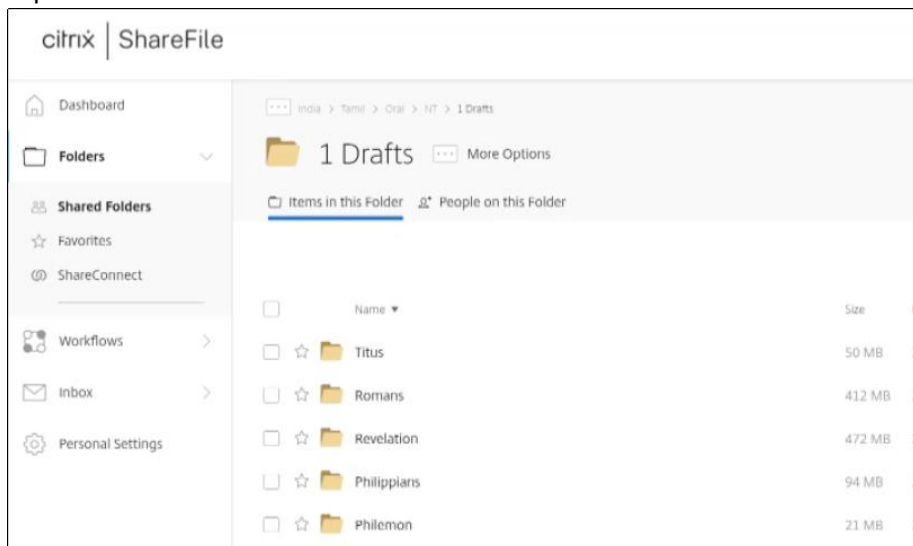 citrix | ShareFile
Dashboard
Folders
Shared Folders
Favorites
ShareConnect
Workflows
Inbox
Personal Settings
India > Tamil > Oral > NT > 1 Drafts
1 Drafts ... More Options
Items in this Folder People on this Folder
Name Size
Titus 50 MB
Romans 412 MB
Revelation 472 MB
Philippians 94 MB
Philemon 21 MB